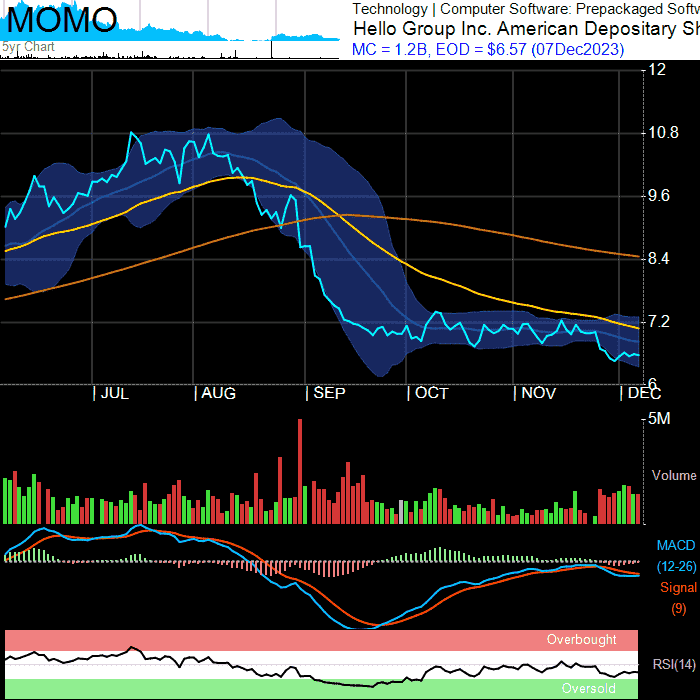 MOMO
5yr Chart
Technology | Computer Software: Prepackaged Softw
Hello Group Inc. American Depositary Sh
MC = 1.2B, EOD = $6.57 (07Dec2023)
12
10.8
9.6
8.4
7.2
6
JUL
AUG
SEP
OCT
NOV
DEC
5M
Volume
MACD
(12-26)
Signal
(9)
Overbought
RSI(14)
Oversold